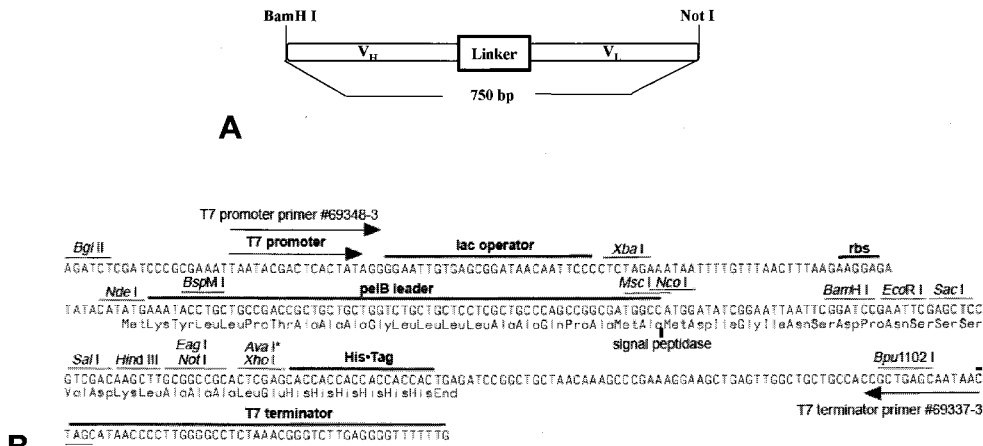 BamH I Not I
V_H Linker V_L
750 bp
A
T7 promoter primer #69348-3
Bgl II T7 promoter lac operator Xba I rbs
AGATCTCGATCCCGCGAAATTAATACGACTCACTATAGGGGAATTGTGAGCGGATAACAATTCCCCTCTAGAAATAATTTTGTTTAACTTTAAGAAGGAGA
Nde I BspM I pelB leader Msc I Nco I BamH I EcoR I Sac I
TATACATATGAAATACCTGCTGCCGACCGCTGCTGCTGGTCTGCTGCTCCTCGCTGCCCAGCCGGCGATGGCCATGGATATCGGAATTAATTCGGATCCGAATTCGAGCTCC
MetLysTyrLeuLeuProThrAlaAlaAlaGlyLeuLeuLeuLeuAlaAlaGlnProAlaMetAlaMetAspIleGlyIleAsnSerAspProAsnSerSerSer
signal peptidase
Sal I Hind III Eag I Not I Ava I* Xho I His•Tag Bpu1102 I
GTCGACAAGCTTGCGGCCGCACTCGAGCACCACCACCACCACCACTGAGATCCGGCTGCTAACAAAGCCCGAAAGGAAGCTGAGTTGGCTGCTGCCACCGCTGAGCAATAAC
ValAspLysLeuAlaAlaAlaLeuGluHisHisHisHisHisHisEnd
T7 terminator T7 terminator primer #69337-3
TAGCATAACCCCTTGGGGCCTCTAAACGGGTCTTGAGGGGTTTTTTG
B